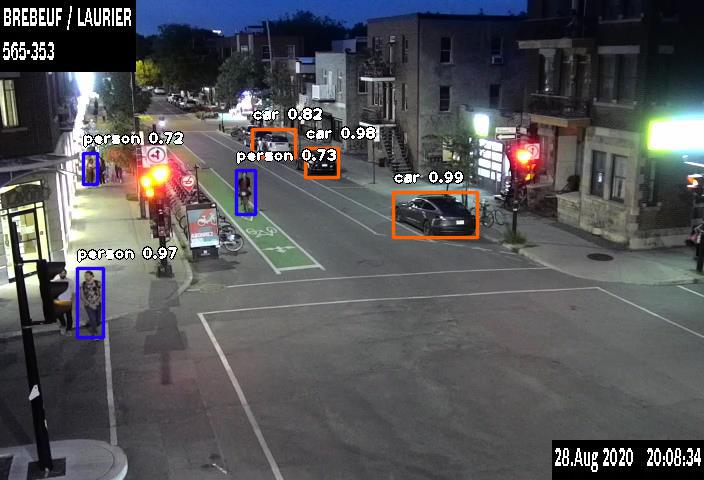 BREBEUF / LAURIER
565-353
car 0.82
person 0.72
car 0.98
person 0.73
car 0.99
person 0.97
28.Aug 2020 20:08:34